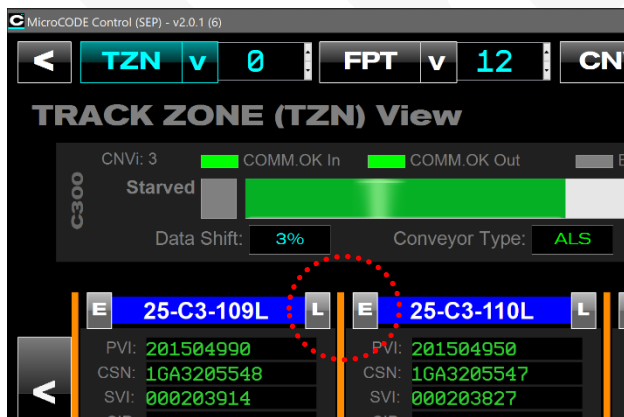 C MicroCODE Control (SEP) - v2.0.1 (6)
< TZN v 0 FPT v 12 CN
TRACK ZONE (TZN) View
CNVi: 3 COMM.OK In COMM.OK Out
C300
Starved
Data Shift: 3% Conveyor Type: ALS
E 25-C3-109L L E 25-C3-110L L
PVI: 201504990 PVI: 201504950
CSN: 1GA3205548 CSN: 1GA3205547
< SVI: 000203914 SVI: 000203827